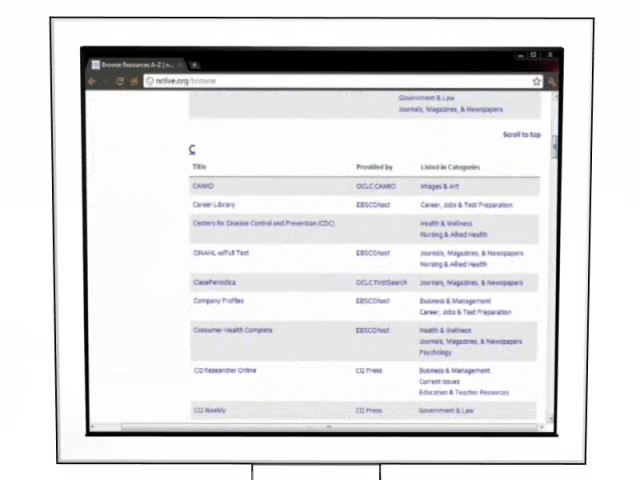 Browse Resources A-Z | n...
nclive.org/browse
Government & Law
Journals, Magazines, & Newspapers
Scroll to top
C
Title Provided by Listed in Categories
CAMIO OCLC CAMIO Images & Art
Career Library EBSCOhost Career, Jobs & Test Preparation
Centers for Disease Control and Prevention (CDC) Health & Wellness
Nursing & Allied Health
CINAHL w/Full Text EBSCOhost Journals, Magazines, & Newspapers
Nursing & Allied Health
ClasePeriodica OCLC FirstSearch Journals, Magazines, & Newspapers
Company Profiles EBSCOhost Business & Management
Career, Jobs & Test Preparation
Consumer Health Complete EBSCOhost Health & Wellness
Journals, Magazines, & Newspapers
Psychology
CQ Researcher Online CQ Press Business & Management
Current Issues
Education & Teacher Resources
CQ Weekly CQ Press Government & Law